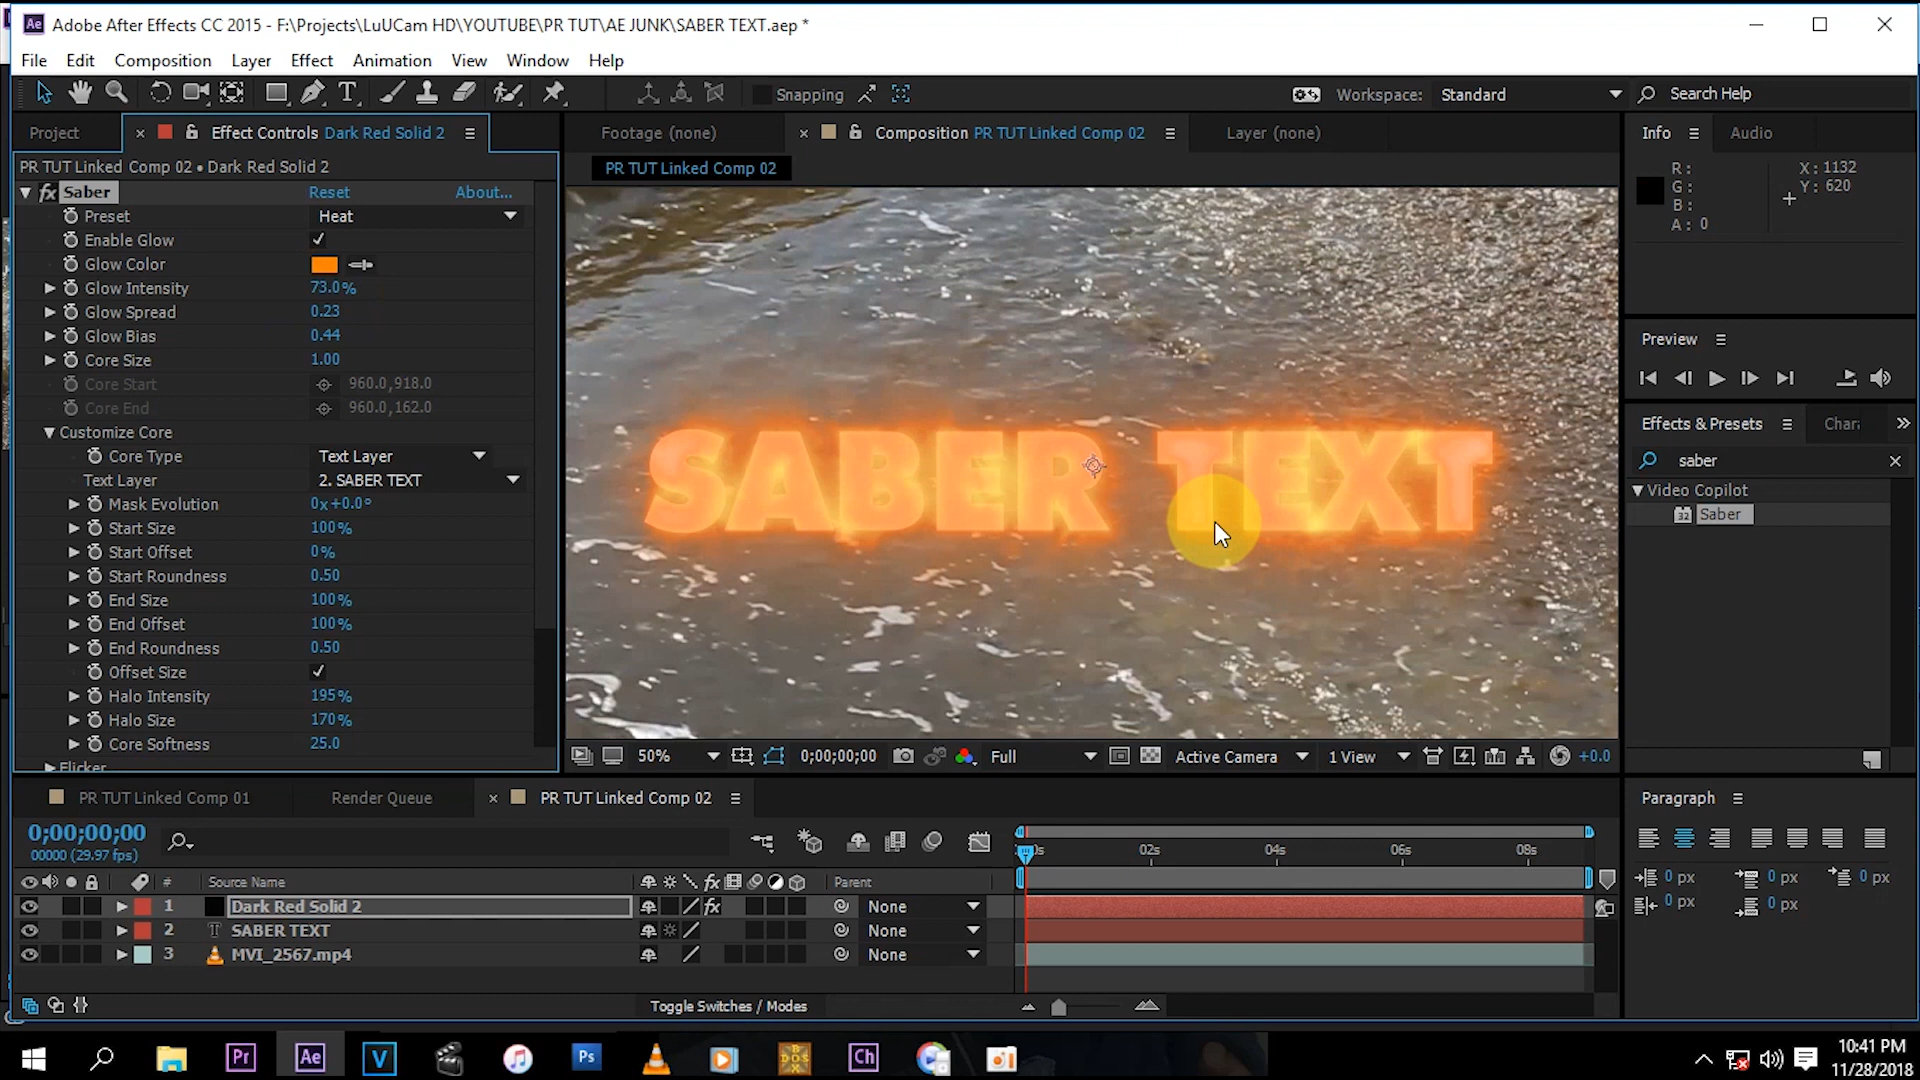 Ae Adobe After Effects CC 2015 - F:\Projects\LuUCam HD\YOUTUBE\PR TUT\AE JUNK\SABER TEXT.aep *
File Edit Composition Layer Effect Animation View Window Help
Snapping Workspace: Standard Search Help
Project Effect Controls Dark Red Solid 2
PR TUT Linked Comp 02 • Dark Red Solid 2
fx Saber Reset About...
Preset Heat
Enable Glow
Glow Color
Glow Intensity 73.0%
Glow Spread 0.23
Glow Bias 0.44
Core Size 1.00
Core Start 960.0,918.0
Core End 960.0,162.0
Customize Core
Core Type Text Layer
Text Layer 2. SABER TEXT
Mask Evolution 0x+0.0°
Start Size 100%
Start Offset 0%
Start Roundness 0.50
End Size 100%
End Offset 100%
End Roundness 0.50
Offset Size
Halo Intensity 195%
Halo Size 170%
Core Softness 25.0
Flicker
Footage (none) Composition PR TUT Linked Comp 02 Layer (none)
PR TUT Linked Comp 02
SABER TEXT
50% 0;00;00;00 Full Active Camera 1 View +0.0
Info Audio
R: X: 1132
G: Y: 620
B:
A: 0
Preview
Effects & Presets Char
saber
Video Copilot
32 Saber
Paragraph
0 px 0 px 0 px
0 px 0 px
PR TUT Linked Comp 01 Render Queue PR TUT Linked Comp 02
0;00;00;00
00000 (29.97 fps)
0s 02s 04s 06s 08s
# Source Name fx Parent
1 Dark Red Solid 2 fx None
2 T SABER TEXT None
3 MVI_2567.mp4 None
Toggle Switches / Modes
Pr Ae V Ps DOS Ch
10:41 PM
11/28/2018